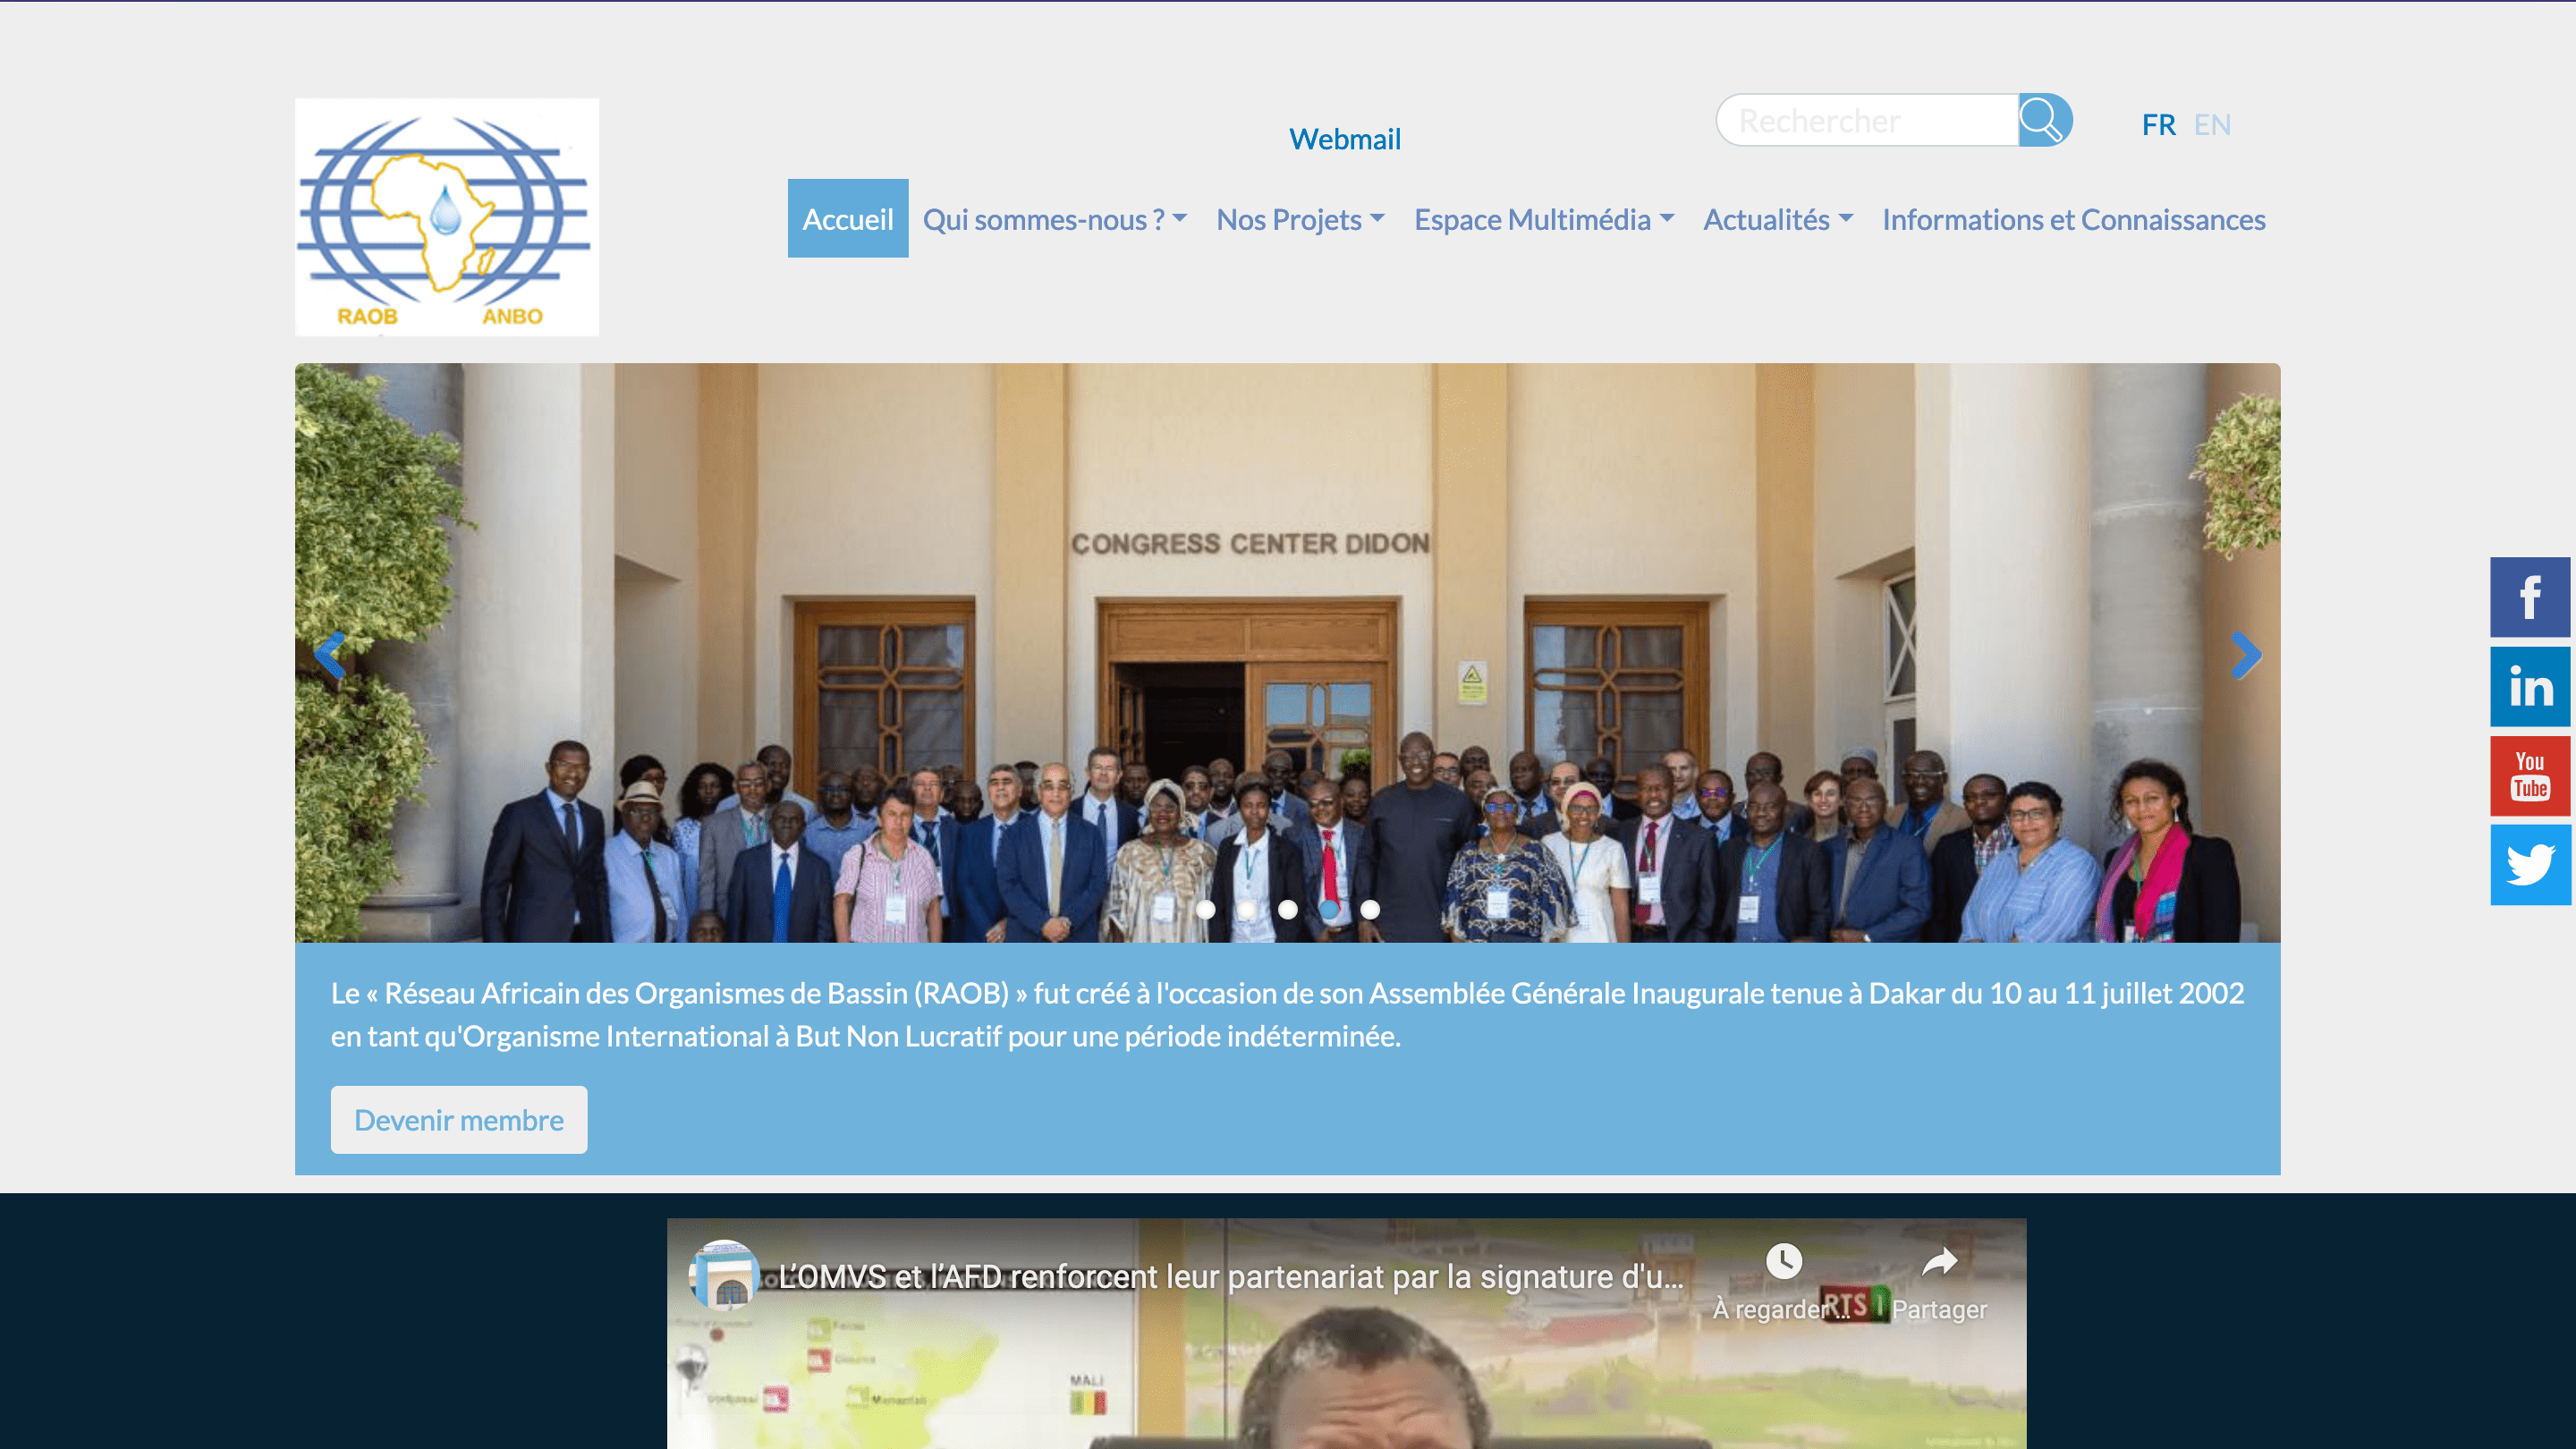 Rechercher
FR EN
Webmail
Accueil Qui sommes-nous ? Nos Projets Espace Multimédia Actualités Informations et Connaissances
RAOB ANBO
CONGRESS CENTER DIDON
f
in
You
Tube
Le « Réseau Africain des Organismes de Bassin (RAOB) » fut créé à l'occasion de son Assemblée Générale Inaugurale tenue à Dakar du 10 au 11 juillet 2002
en tant qu'Organisme International à But Non Lucratif pour une période indéterminée.
Devenir membre
L’OMVS et l’AFD renforcent leur partenariat par la signature d'u...
À regarder ... Partager
RTS 1
MALI
Manantali